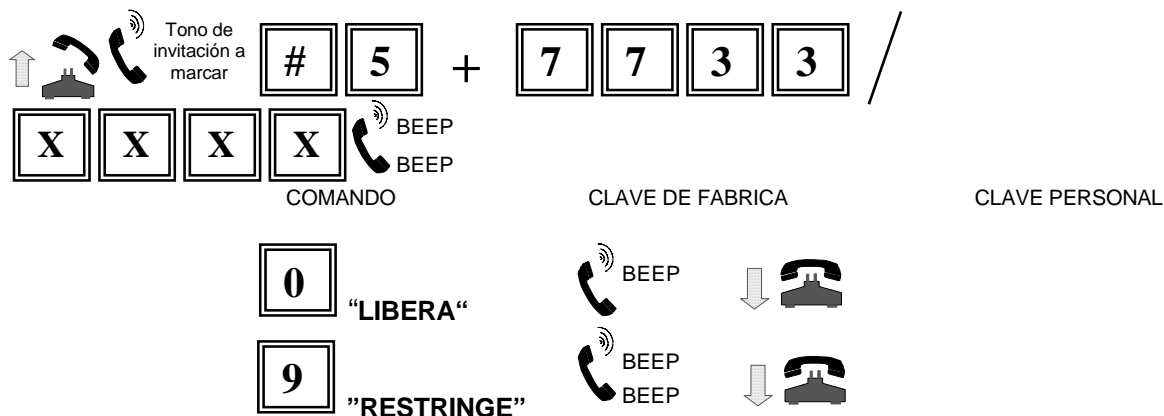 Tono de
invitación a
marcar
# 5 + 7 7 3 3 /
X X X X BEEP
BEEP
COMANDO CLAVE DE FABRICA CLAVE PERSONAL
0 “LIBERA“ BEEP
9 ”RESTRINGE” BEEP
BEEP